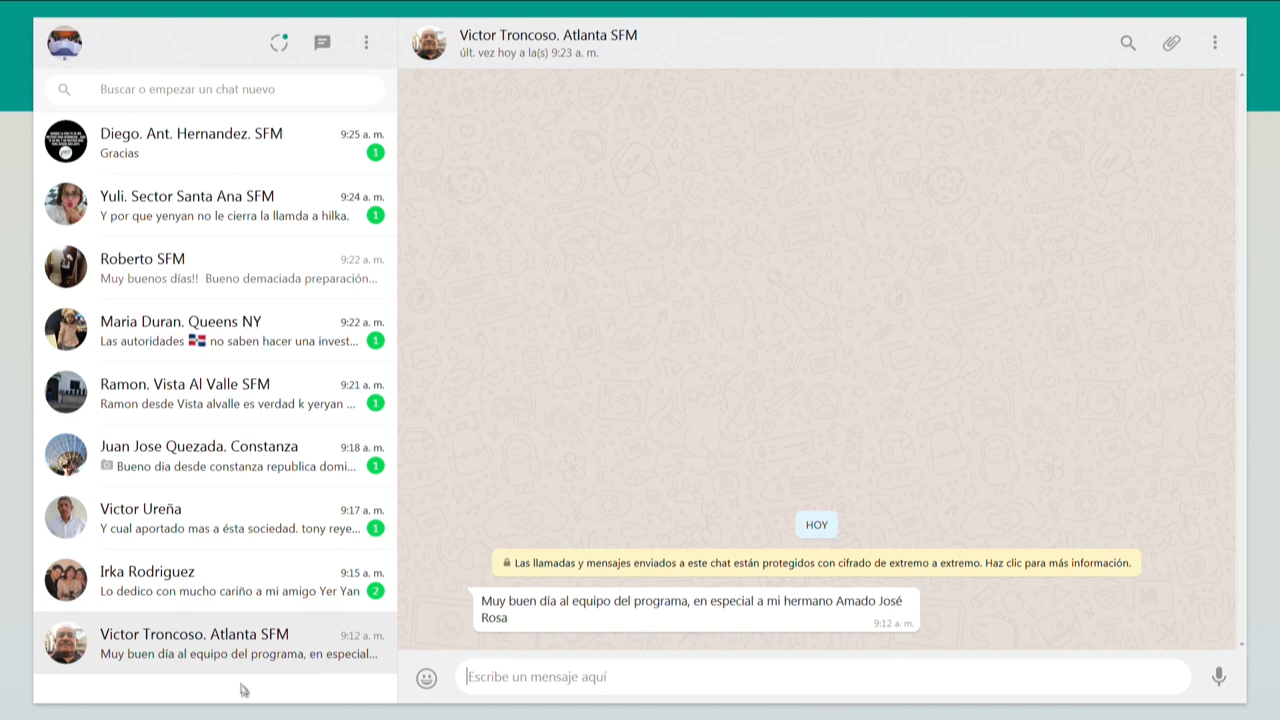 Buscar o empezar un chat nuevo
Diego. Ant. Hernandez. SFM
9:25 a. m.
Gracias
1
Yuli. Sector Santa Ana SFM
9:24 a. m.
Y por que yenyan no le cierra la llamda a hilka.
1
Roberto SFM
9:22 a. m.
Muy buenos días!! Bueno demaciada preparación...
Maria Duran. Queens NY
9:22 a. m.
Las autoridades 🇩🇴 no saben hacer una invest...
1
Ramon. Vista Al Valle SFM
9:21 a. m.
Ramon desde Vista alvalle es verdad k yeryan ...
1
Juan Jose Quezada. Constanza
9:18 a. m.
Bueno dia desde constanza republica domi...
1
Victor Ureña
9:17 a. m.
Y cual aportado mas a ésta sociedad. tony reye...
1
Irka Rodriguez
9:15 a. m.
Lo dedico con mucho cariño a mi amigo Yer Yan
2
Victor Troncoso. Atlanta SFM
9:12 a. m.
Muy buen día al equipo del programa, en especial...
Victor Troncoso. Atlanta SFM
últ. vez hoy a la(s) 9:23 a. m.
HOY
Las llamadas y mensajes enviados a este chat están protegidos con cifrado de extremo a extremo. Haz clic para más información.
Muy buen día al equipo del programa, en especial a mi hermano Amado José
Rosa
9:12 a. m.
Escribe un mensaje aquí